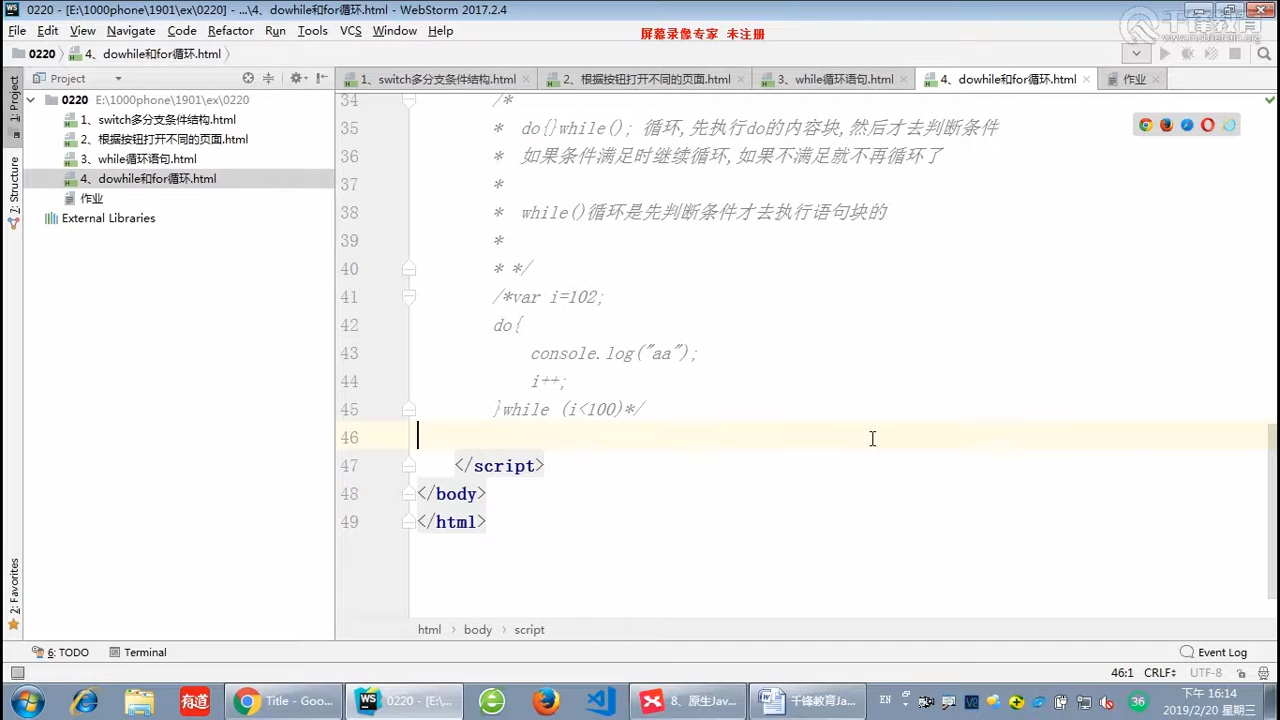 0220 - [E:\1000phone\1901\ex\0220] - ...\4、dowhile和for循环.html - WebStorm 2017.2.4
File Edit View Navigate Code Refactor Run Tools VCS Window Help
屏幕录像专家 未注册
千锋教育
www.mobiletrain.org
0220 4、dowhile和for循环.html
Project
1、switch多分支条件结构.html 2、根据按钮打开不同的页面.html 3、while循环语句.html 4、dowhile和for循环.html 作业
1: Project
7: Structure
2: Favorites
0220 E:\1000phone\1901\ex\0220
1、switch多分支条件结构.html
2、根据按钮打开不同的页面.html
3、while循环语句.html
4、dowhile和for循环.html
作业
External Libraries
34 /*
35 * do{}while(); 循环,先执行do的内容块,然后才去判断条件
36 * 如果条件满足时继续循环,如果不满足就不再循环了
37 *
38 * while()循环是先判断条件才去执行语句块的
39 *
40 * */
41 /*var i=102;
42 do{
43 console.log("aa");
44 i++;
45 }while (i<100)*/
46
47 </script>
48 </body>
49 </html>
html body script
6: TODO Terminal Event Log
46:1 CRLF UTF-8
有道 Title - Goo... 0220 - [E:\... 8、原生Jav... 千锋教育Ja... EN 36 下午 16:14
2019/2/20 星期三